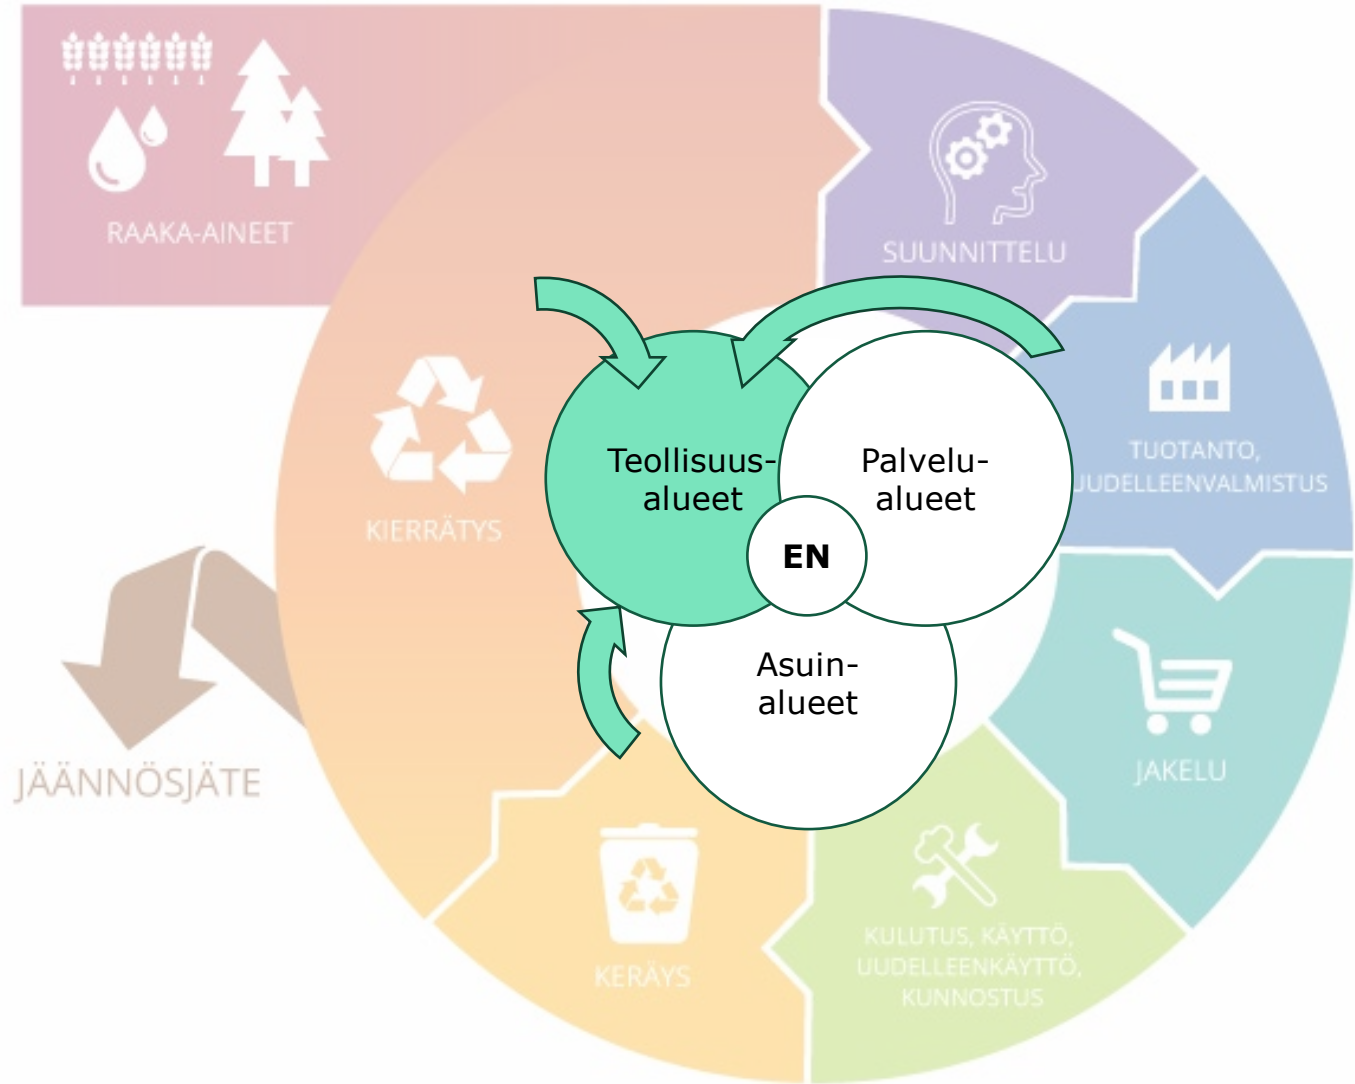 RAAKA-AINEET
SUUNNITTELU
TUOTANTO,
UUDELLEENVALMISTUS
KIERRÄTYS
Teollisuus-
alueet
Palvelu-
alueet
EN
Asuin-
alueet
JÄÄNNÖSJÄTE
JAKELU
KULUTUS, KÄYTTÖ,
UUDELLEENKÄYTTÖ,
KUNNOSTUS
KERÄYS